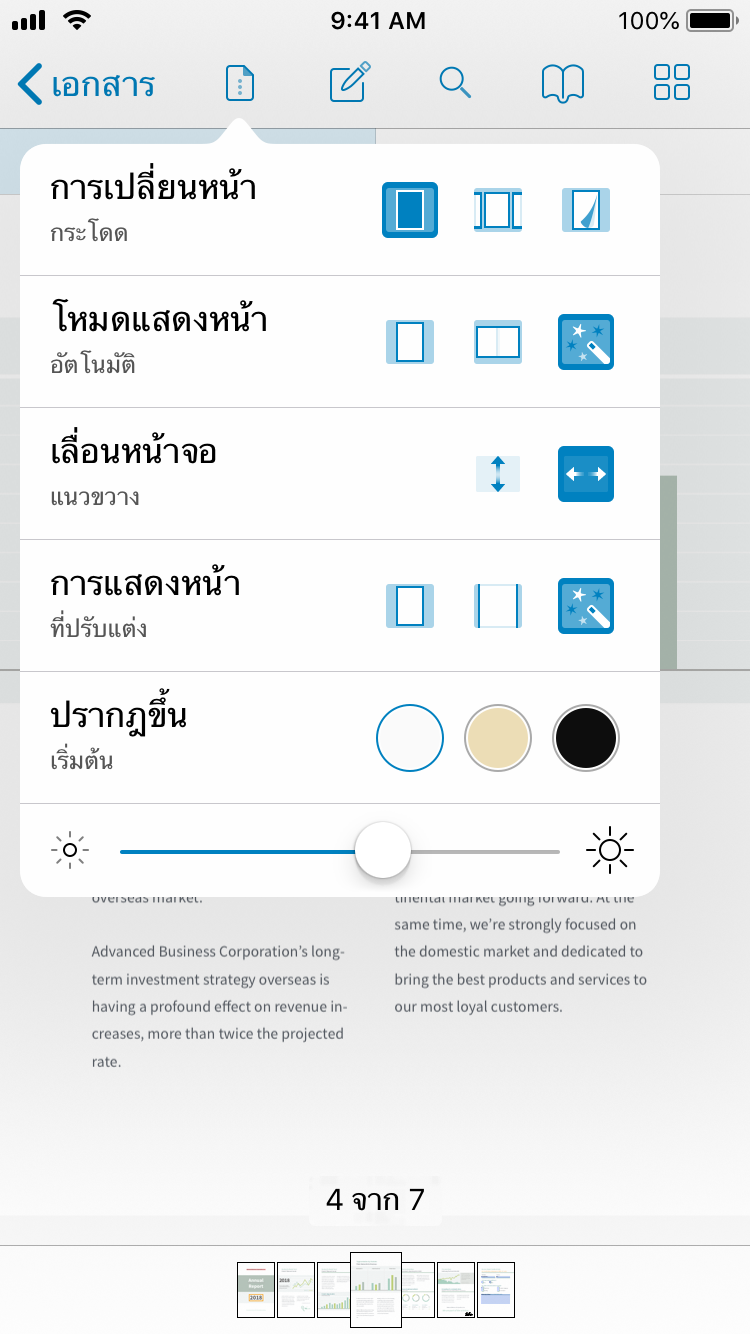 9:41 AM
100%
เอกสาร
การเปลี่ยนหน้า
กระโดด
โหมดแสดงหน้า
อัตโนมัติ
เลื่อนหน้าจอ
แนวขวาง
การแสดงหน้า
ที่ปรับแต่ง
ปรากฏขึ้น
เริ่มต้น
overseas market.
Advanced Business Corporation’s long-
term investment strategy overseas is
having a profound effect on revenue in-
creases, more than twice the projected
rate.
tinental market going forward. At the
same time, we’re strongly focused on
the domestic market and dedicated to
bring the best products and services to
our most loyal customers.
4 จาก 7
Annual
Report
2018
2018